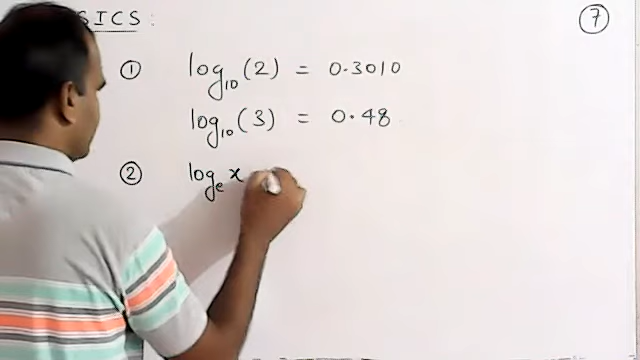 SICS : 7
① log₁₀(2) = 0.3010
log₁₀(3) = 0.48
② logₑ x